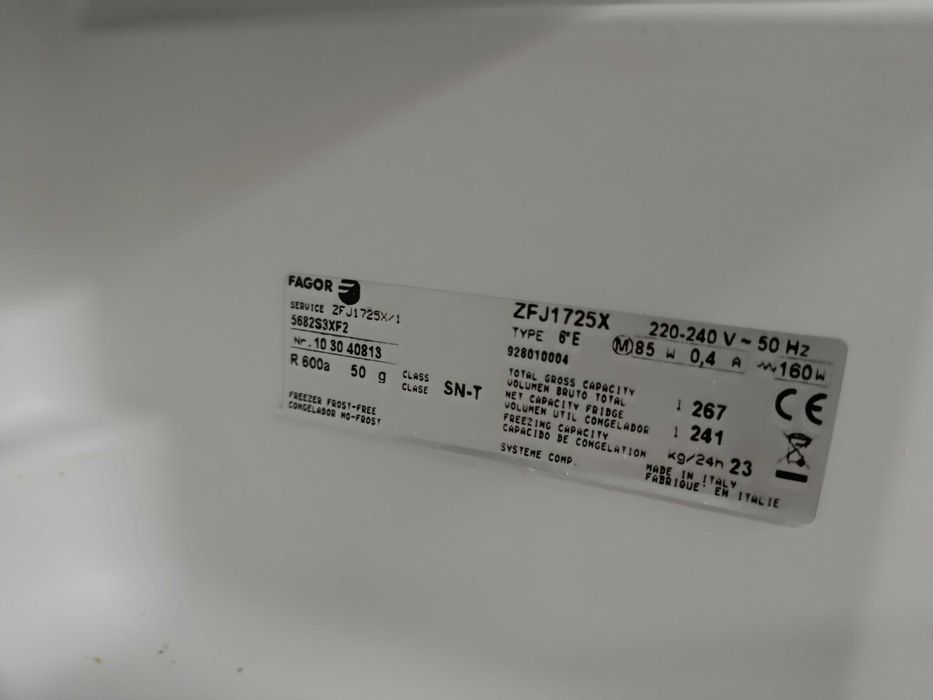 FAGOR
SERVICE ZFJ1725X/1
5682S3XF2
Nr. 10 30 40813
R 600a 50 g CLASS CLASE SN-T
FREEZER FROST-FREE
CONGELADOR NO-FROST
ZFJ1725X 220-240 V ~ 50 Hz
TYPE 6*E M 85 W 0,4 A 160W
928010004
TOTAL GROSS CAPACITY
VOLUMEN BRUTO TOTAL l 267
NET CAPACITY FRIDGE
VOLUMEN UTIL CONGELADOR l 241
FREEZING CAPACITY
CAPACIDO DE CONGELATION kg/24h 23
SYSTEME COMP.
MADE IN ITALY
FABRIQUE' EN ITALIE
CE